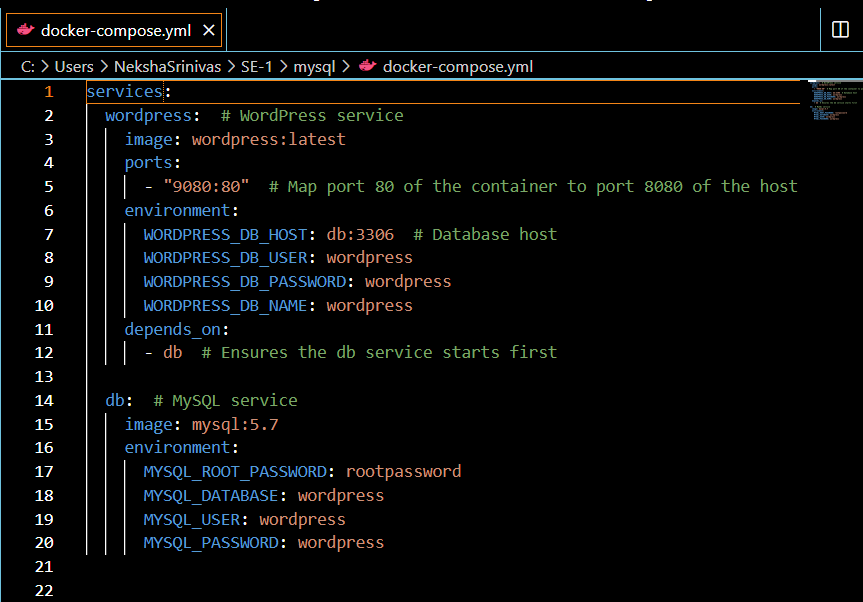 docker-compose.yml
C: > Users > NekshaSrinivas > SE-1 > mysql > docker-compose.yml
1 services:
2   wordpress:  # WordPress service
3     image: wordpress:latest
4     ports:
5       - "9080:80"  # Map port 80 of the container to port 8080 of the host
6     environment:
7       WORDPRESS_DB_HOST: db:3306  # Database host
8       WORDPRESS_DB_USER: wordpress
9       WORDPRESS_DB_PASSWORD: wordpress
10       WORDPRESS_DB_NAME: wordpress
11     depends_on:
12       - db  # Ensures the db service starts first
13
14   db:  # MySQL service
15     image: mysql:5.7
16     environment:
17       MYSQL_ROOT_PASSWORD: rootpassword
18       MYSQL_DATABASE: wordpress
19       MYSQL_USER: wordpress
20       MYSQL_PASSWORD: wordpress
21
22